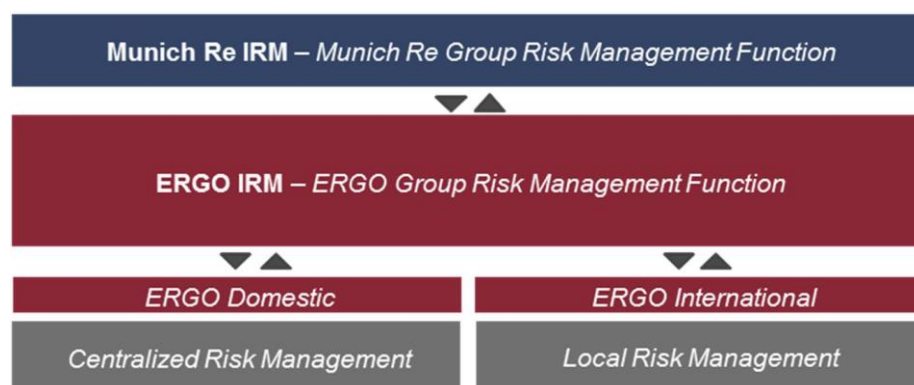 Munich Re IRM – Munich Re Group Risk Management Function
ERGO IRM – ERGO Group Risk Management Function
ERGO Domestic
ERGO International
Centralized Risk Management
Local Risk Management